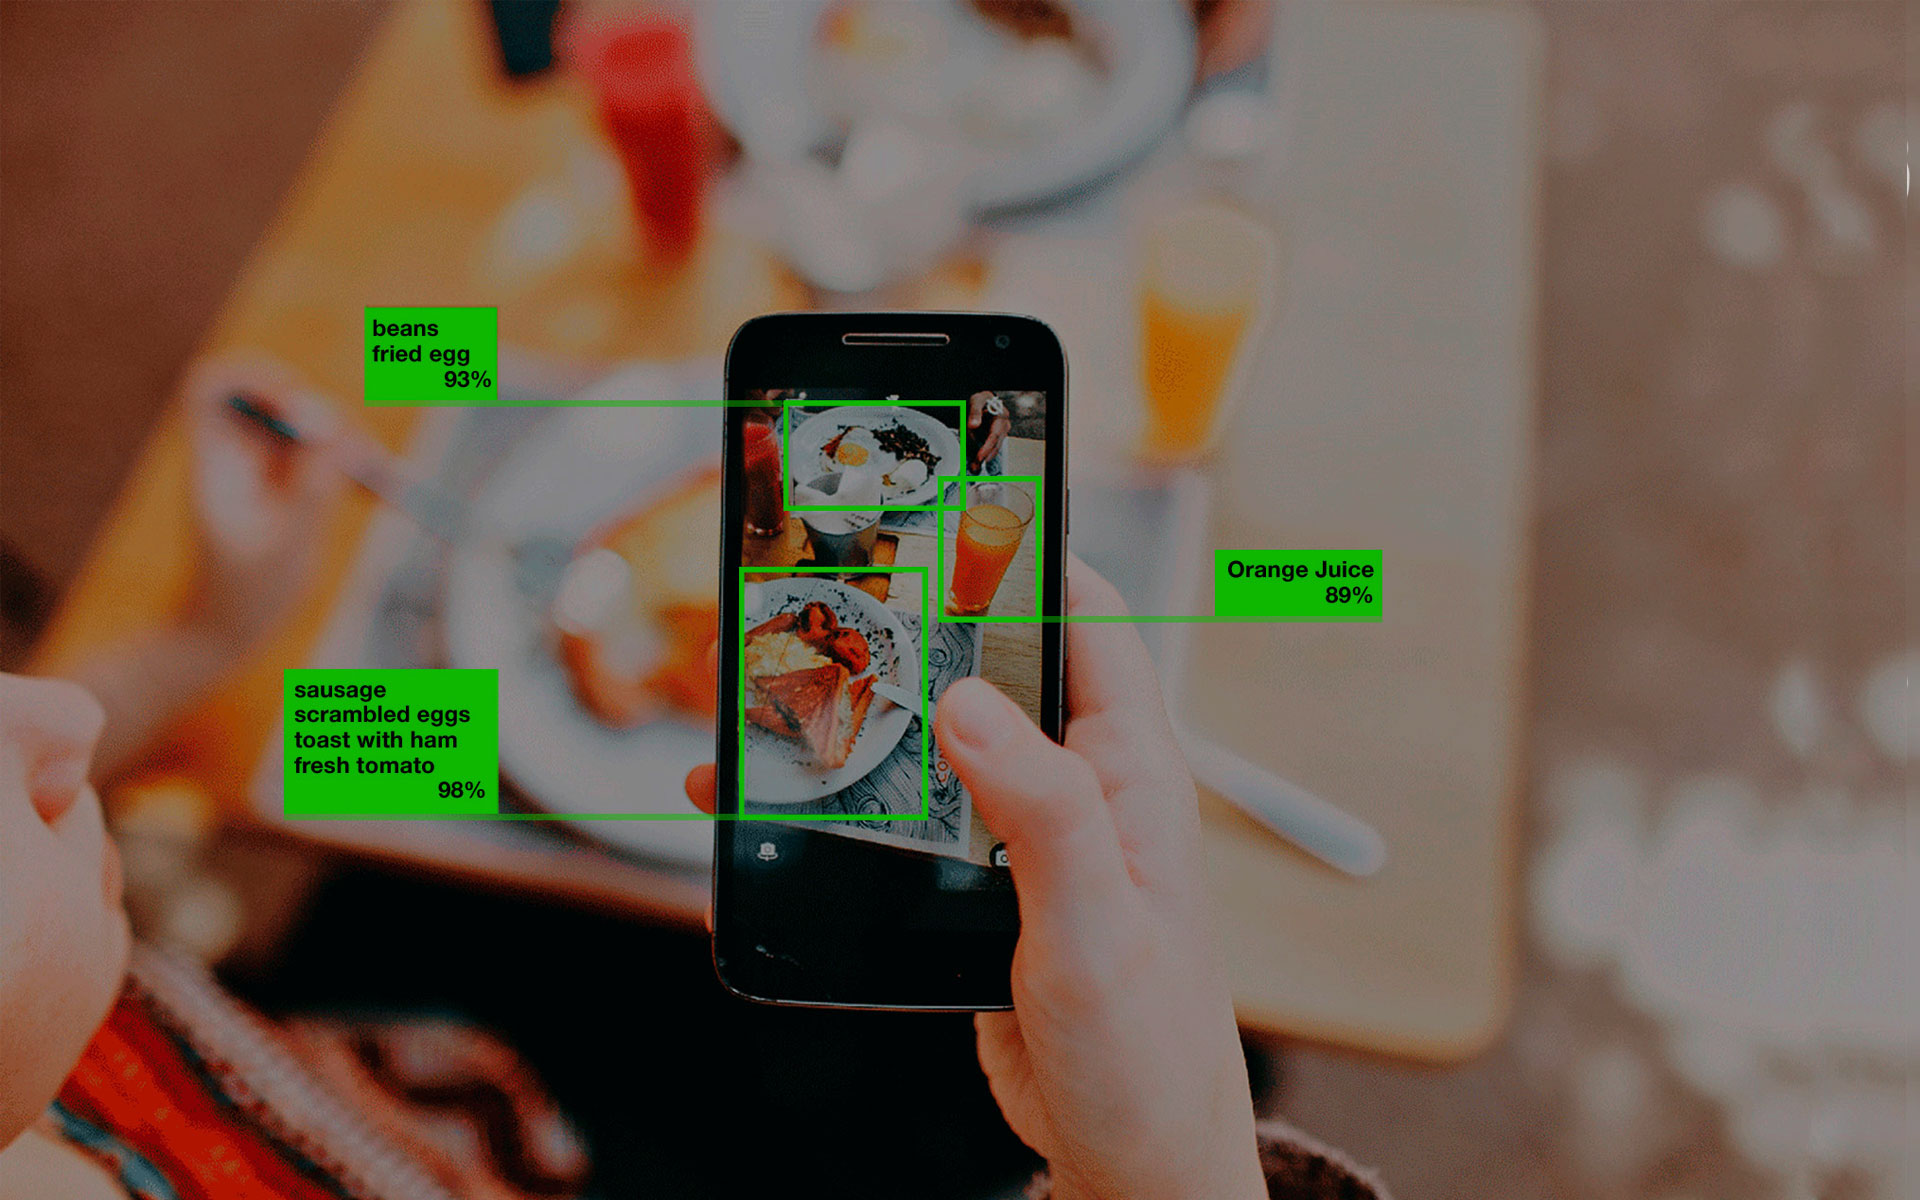 beans
fried egg
93%
Orange Juice
89%
sausage
scrambled eggs
toast with ham
fresh tomato
98%